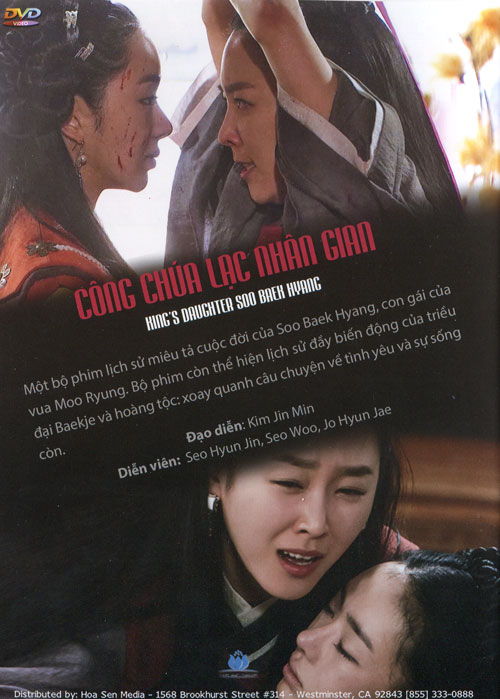 DVD
VIDEO
CÔNG CHÚA LẠC NHÂN GIAN
KING'S DAUGHTER SOO BAEK HYANG
Một bộ phim lịch sử miêu tả cuộc đời của Soo Baek Hyang, con gái của
vua Moo Ryung. Bộ phim còn thể hiện lịch sử đầy biến động của triều
đại Baekje và hoàng tộc: xoay quanh câu chuyện về tình yêu và sự sống
còn.
Đạo diễn: Kim Jin Min
Diễn viên: Seo Hyun Jin, Seo Woo, Jo Hyun Jae
Distributed by: Hoa Sen Media - 1568 Brookhurst Street #314 - Westminster, CA 92843 [855] 333-0888